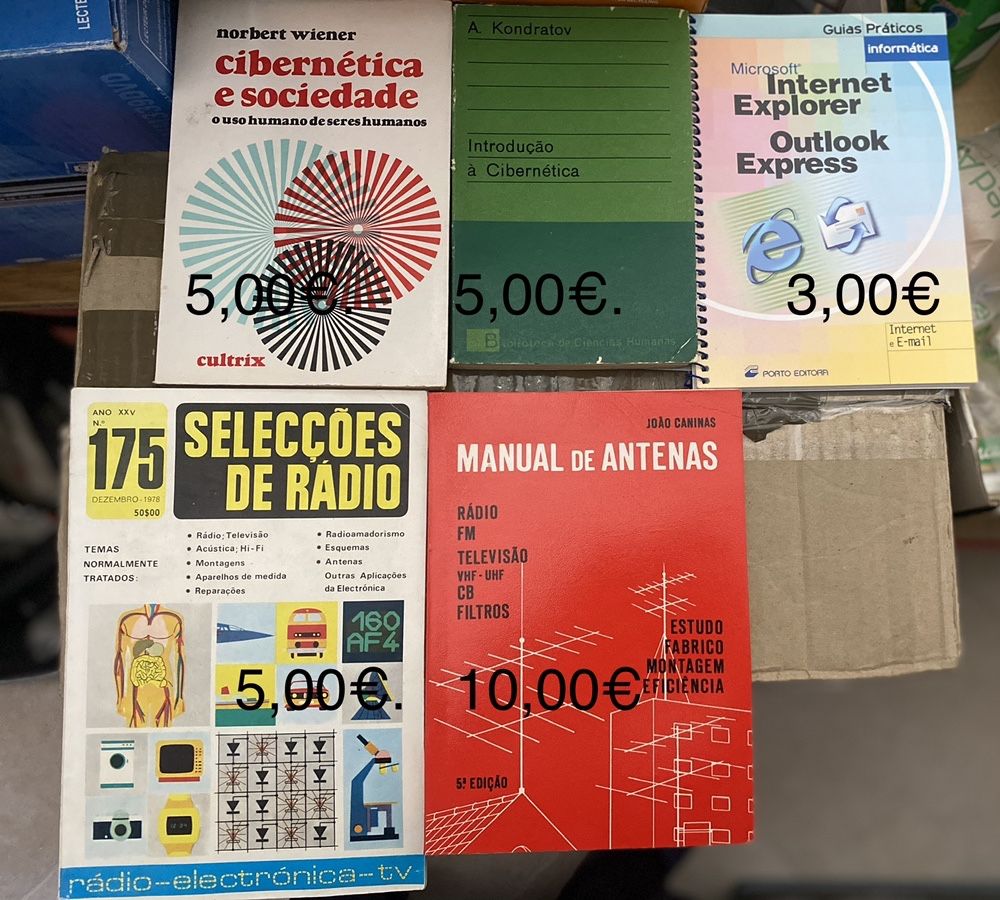 LECTE
norbert wiener
cibernética
e sociedade
o uso humano de seres humanos
5,00€.
cultrix
A. Kondratov
Introdução
à Cibernética
5,00€.
Biblioteca de Ciências Humanas
Guias Práticos
informática
Microsoft®
Internet
Explorer
Outlook
Express
3,00€
Internet
e E-mail
PORTO EDITORA
ANO XXV
N.º
175
DEZEMBRO-1978
50$00
SELECÇÕES
DE RÁDIO
TEMAS
NORMALMENTE
TRATADOS:
• Rádio; Televisão
• Acústica; Hi-Fi
• Montagens
• Aparelhos de medida
• Reparações
• Radioamadorismo
• Esquemas
• Antenas
Outras Aplicações
da Electrónica
160
AF4
5,00€.
rádio-electrónica-tv
JOÃO CANINAS
MANUAL DE ANTENAS
RÁDIO
FM
TELEVISÃO
VHF - UHF
CB
FILTROS
ESTUDO
FABRICO
MONTAGEM
EFICIÊNCIA
10,00€
5.ª EDIÇÃO